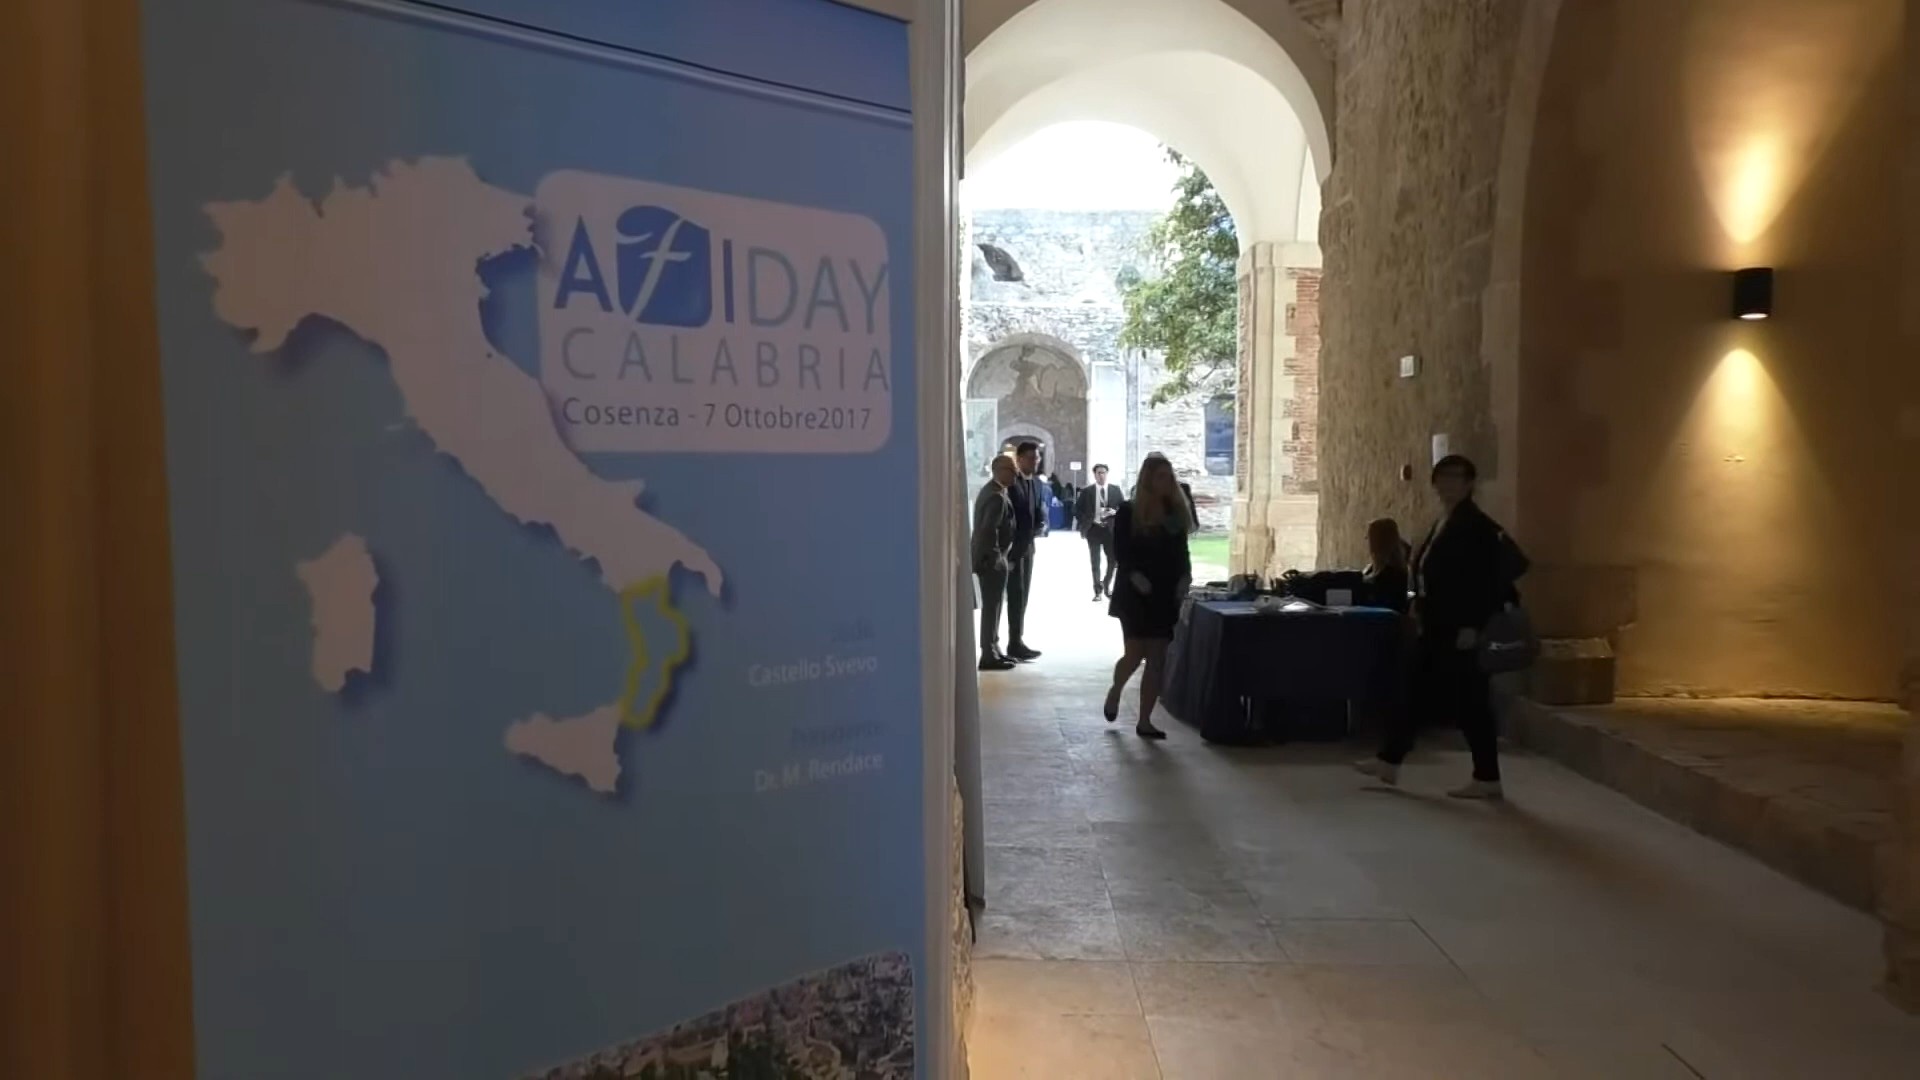 AfIDAY
CALABRIA
Cosenza - 7 Ottobre2017
Castello Svevo
Dr. M. Rendace